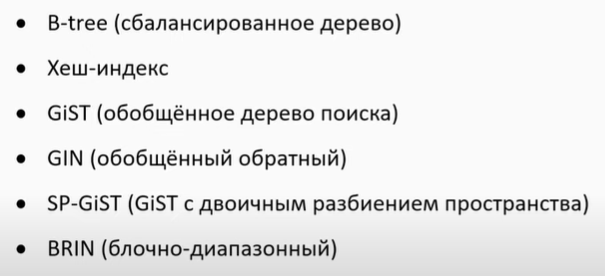 • B-tree (сбалансированное дерево)
• Хеш-индекс
• GiST (обобщённое дерево поиска)
• GIN (обобщённый обратный)
• SP-GiST (GiST с двоичным разбиением пространства)
• BRIN (блочно-диапазонный)